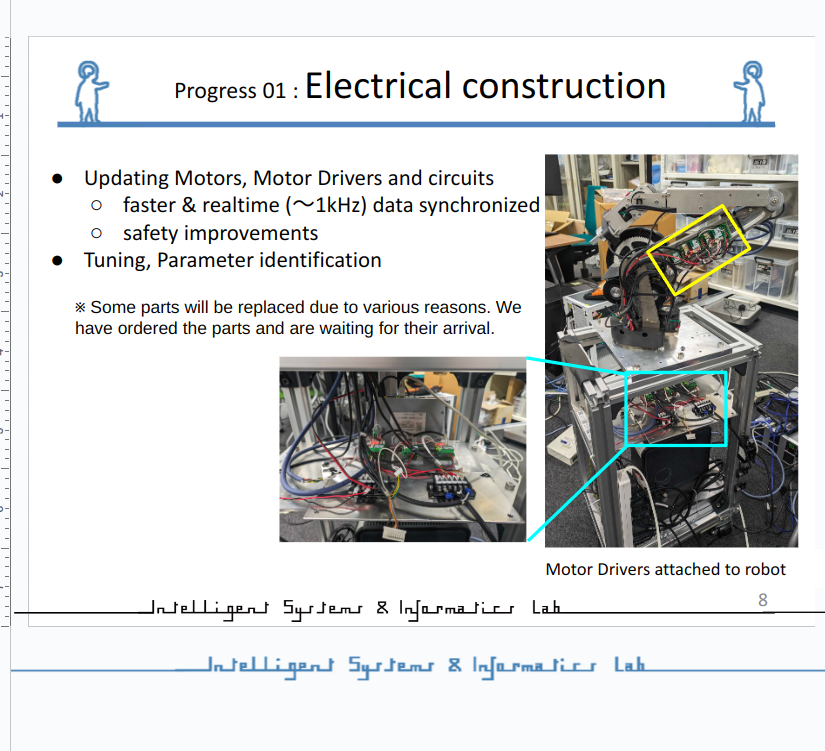 Progress 01 : Electrical construction
● Updating Motors, Motor Drivers and circuits
○ faster & realtime (～1kHz) data synchronized
○ safety improvements
● Tuning, Parameter identification
※ Some parts will be replaced due to various reasons. We
have ordered the parts and are waiting for their arrival.
Motor Drivers attached to robot
Intelligent Systems & Informatics Lab
8
Intelligent Systems & Informatics Lab